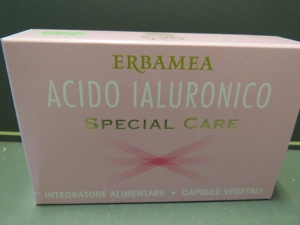 ERBAMEA
ACIDO IALURONICO
SPECIAL CARE
INTEGRATORE ALIMENTARE • CAPSULE VEGETALI